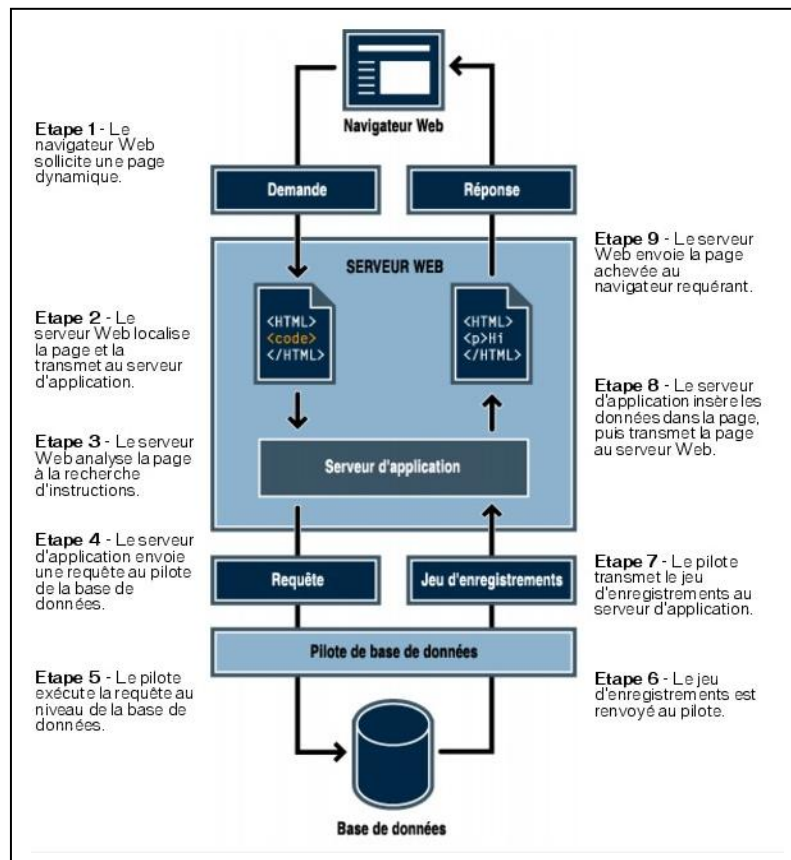 Navigateur Web
Etape 1 - Le
navigateur Web
sollicite une page
dynamique.
Demande
Réponse
SERVEUR WEB
Etape 9 - Le serveur
Web envoie la page
achevée au
navigateur requérant.
Etape 2 - Le
serveur Web localise
la page et la
transmet au serveur
d'application.
<HTML>
<code>
</HTML>
<HTML>
<p>Hi
</HTML>
Etape 8 - Le serveur
d'application insère les
données dans la page,
puis transmet la page
au serveur Web.
Etape 3 - Le serveur
Web analyse la page
à la recherche
d'instructions.
Serveur d'application
Etape 4 - Le serveur
d'application envoie
une requête au pilote
de la base de
données.
Requête
Jeu d'enregistrements
Etape 7 - Le pilote
transmet le jeu
d'enregistrements au
serveur d'application.
Pilote de base de données
Etape 5 - Le pilote
exécute la requête au
niveau de la base de
données.
Etape 6 - Le jeu
d'enregistrements est
renvoyé au pilote.
Base de données